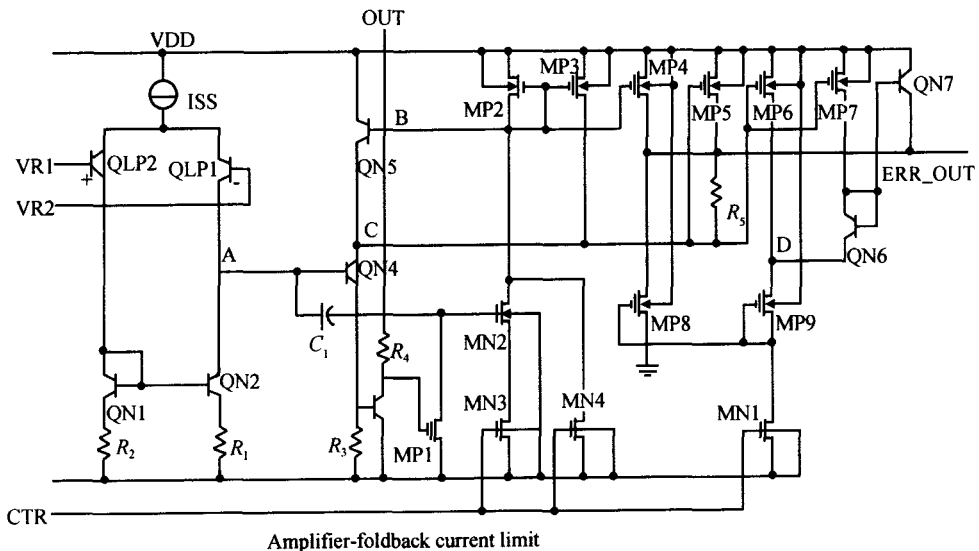 OUT
VDD
ISS
MP3
MP4
MP2
MP5
MP6
MP7
QN7
B
VR1
QLP2
QLP1
+
-
QN5
VR2
ERR_OUT
C
R5
A
QN4
D
QN6
C1
MN2
MP8
MP9
R4
QN1
QN2
MN3
MN4
R2
R1
R3
MP1
MN1
CTR
Amplifier-foldback current limit